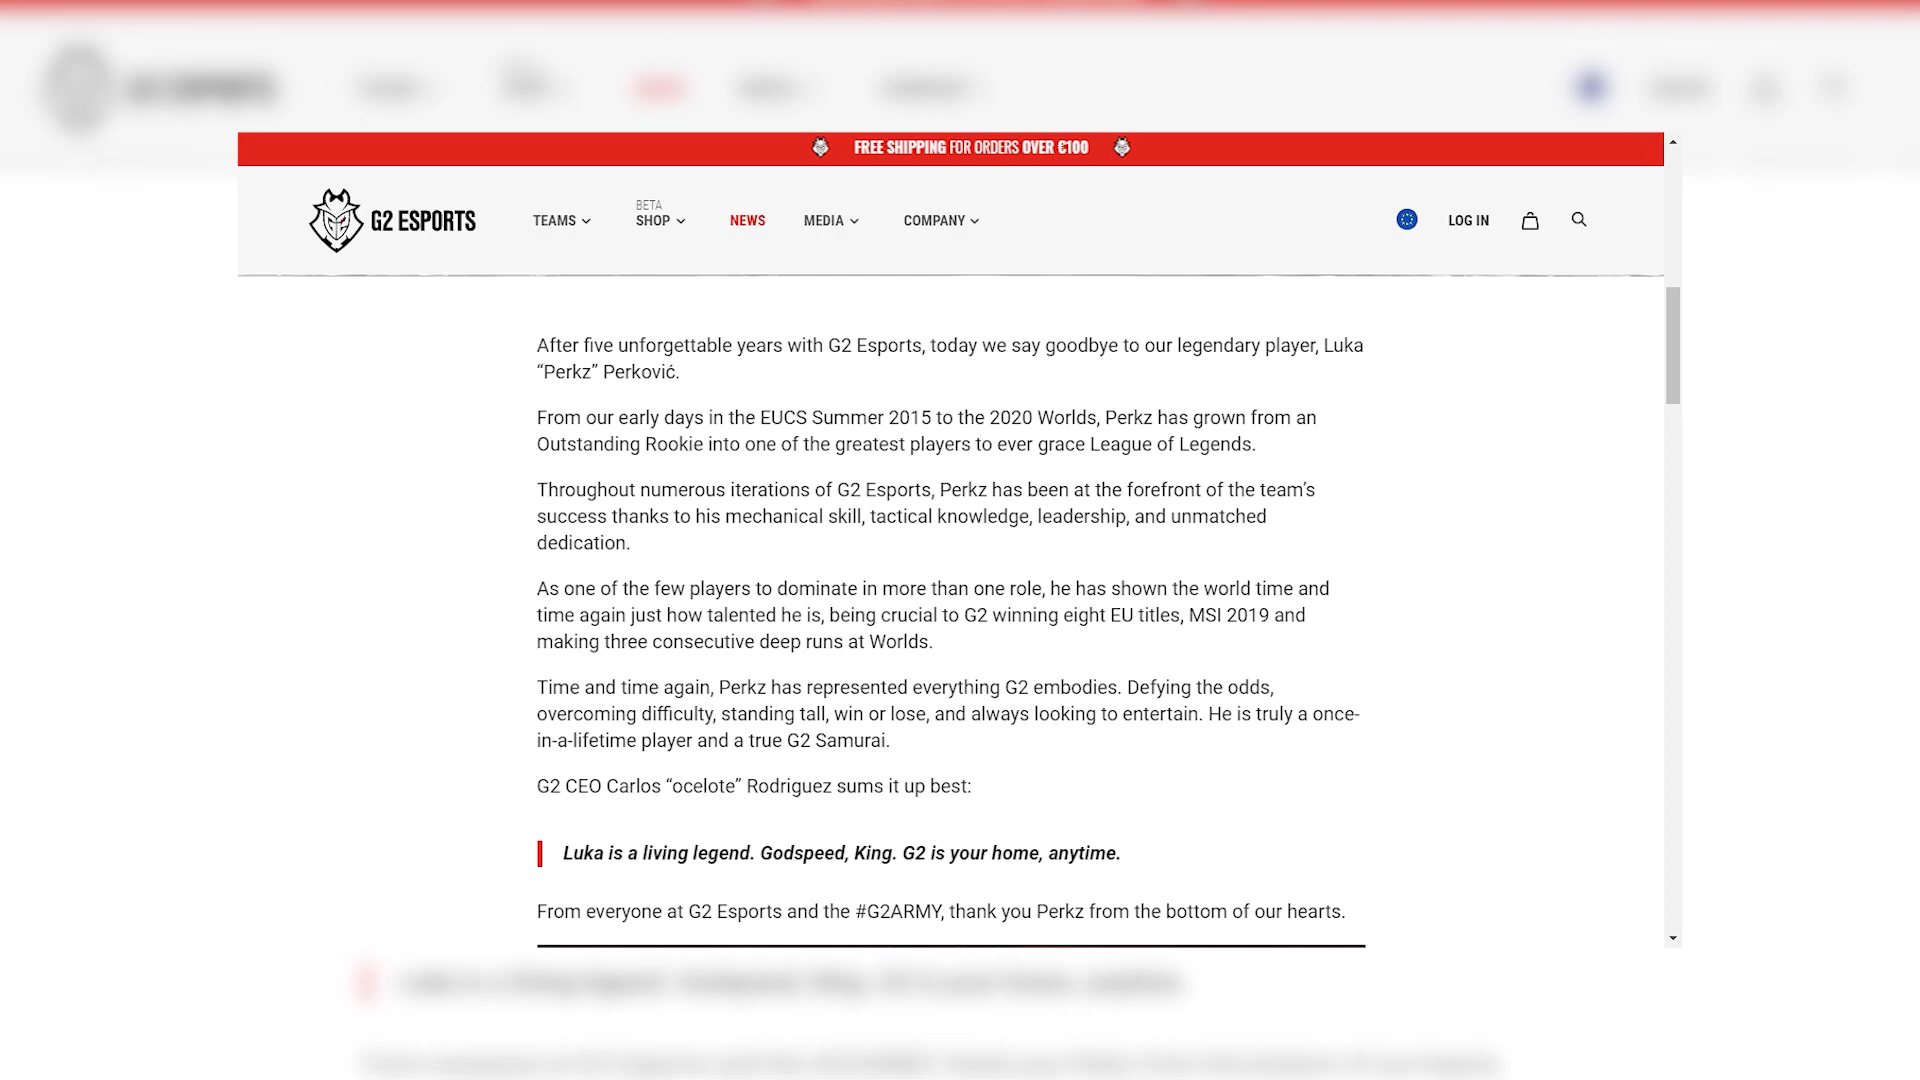 FREE SHIPPING FOR ORDERS OVER €100
G2 ESPORTS
TEAMS
BETA
SHOP
NEWS
MEDIA
COMPANY
LOG IN
After five unforgettable years with G2 Esports, today we say goodbye to our legendary player, Luka
“Perkz” Perković.
From our early days in the EUCS Summer 2015 to the 2020 Worlds, Perkz has grown from an
Outstanding Rookie into one of the greatest players to ever grace League of Legends.
Throughout numerous iterations of G2 Esports, Perkz has been at the forefront of the team’s
success thanks to his mechanical skill, tactical knowledge, leadership, and unmatched
dedication.
As one of the few players to dominate in more than one role, he has shown the world time and
time again just how talented he is, being crucial to G2 winning eight EU titles, MSI 2019 and
making three consecutive deep runs at Worlds.
Time and time again, Perkz has represented everything G2 embodies. Defying the odds,
overcoming difficulty, standing tall, win or lose, and always looking to entertain. He is truly a once-
in-a-lifetime player and a true G2 Samurai.
G2 CEO Carlos “ocelote” Rodriguez sums it up best:
Luka is a living legend. Godspeed, King. G2 is your home, anytime.
From everyone at G2 Esports and the #G2ARMY, thank you Perkz from the bottom of our hearts.